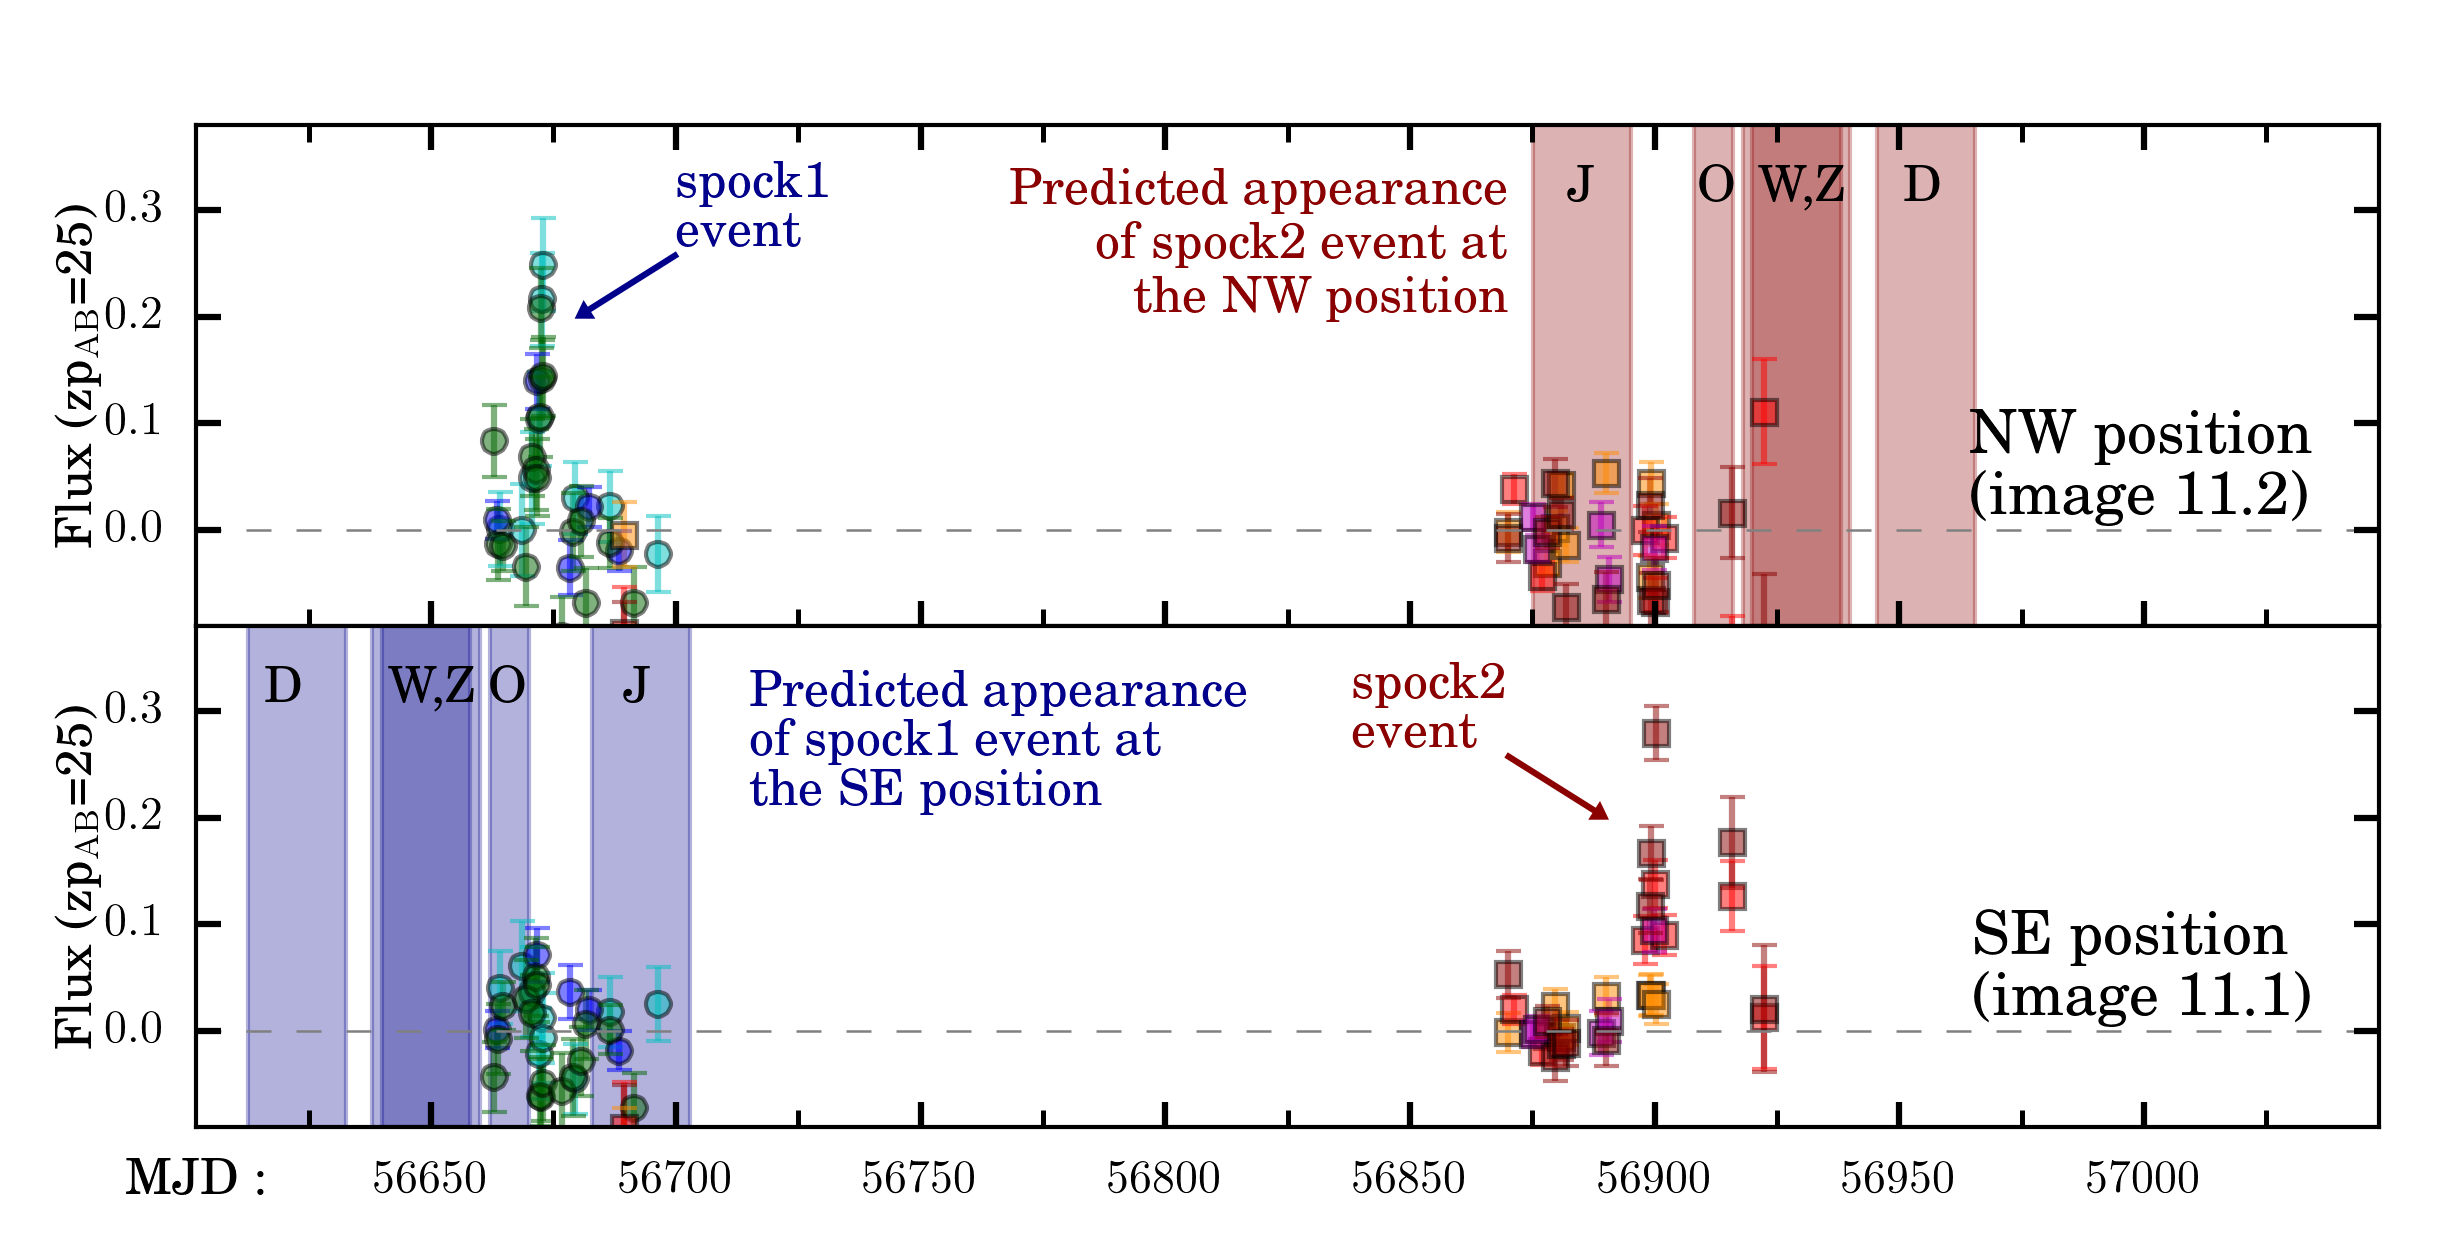 spock1
event
Predicted appearance
of spock2 event at
the NW position
J
O
W,Z
D
0.3
0.2
0.1
0.0
Flux (zpAB=25)
NW position
(image 11.2)
D
W,Z
O
J
Predicted appearance
of spock1 event at
the SE position
spock2
event
0.3
0.2
0.1
0.0
Flux (zpAB=25)
SE position
(image 11.1)
MJD : 56650 56700 56750 56800 56850 56900 56950 57000